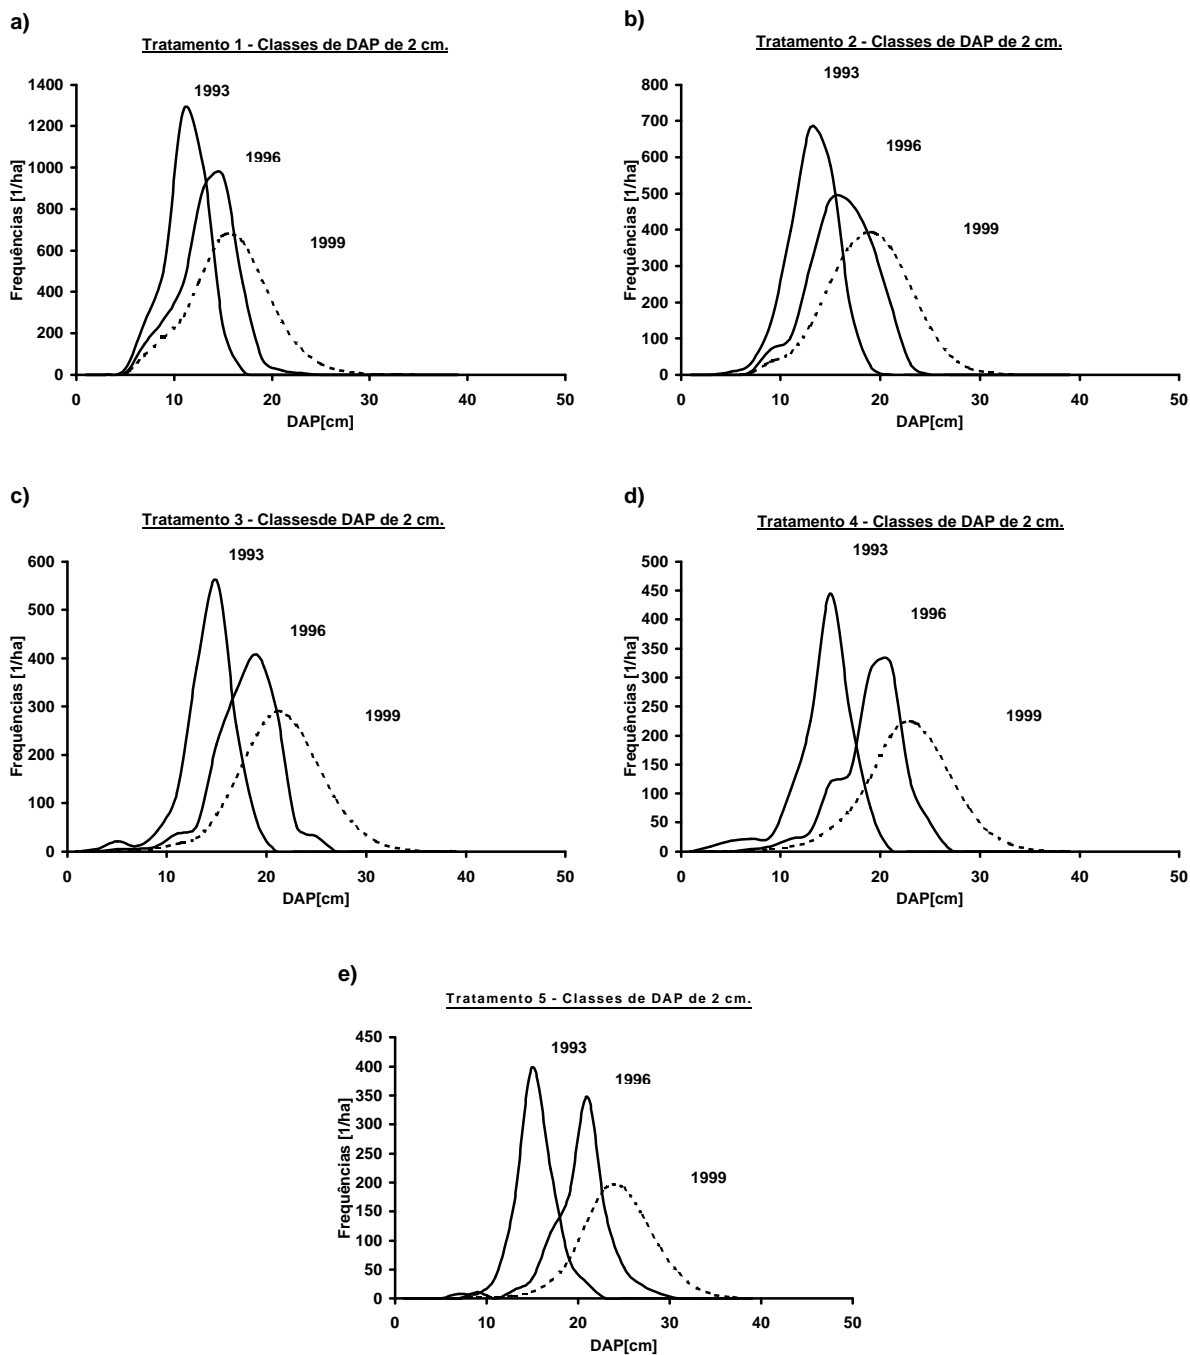 a)
Tratamento 1 - Classes de DAP de 2 cm.
1400
1200
1000
800
600
400
200
0
Frequências [1/ha]
1993
1996
1999
0 10 20 30 40 50
DAP[cm]
b)
Tratamento 2 - Classes de DAP de 2 cm.
800
700
600
500
400
300
200
100
0
Frequências [1/ha]
1993
1996
1999
0 10 20 30 40 50
DAP[cm]
c)
Tratamento 3 - Classesde DAP de 2 cm.
600
500
400
300
200
100
0
Frequências [1/ha]
1993
1996
1999
0 10 20 30 40 50
DAP[cm]
d)
Tratamento 4 - Classes de DAP de 2 cm.
500
450
400
350
300
250
200
150
100
50
0
Frequências [1/ha]
1993
1996
1999
0 10 20 30 40 50
DAP[cm]
e)
Tratamento 5 - Classes de DAP de 2 cm.
450
400
350
300
250
200
150
100
50
0
Frequências [1/ha]
1993
1996
1999
0 10 20 30 40 50
DAP[cm]